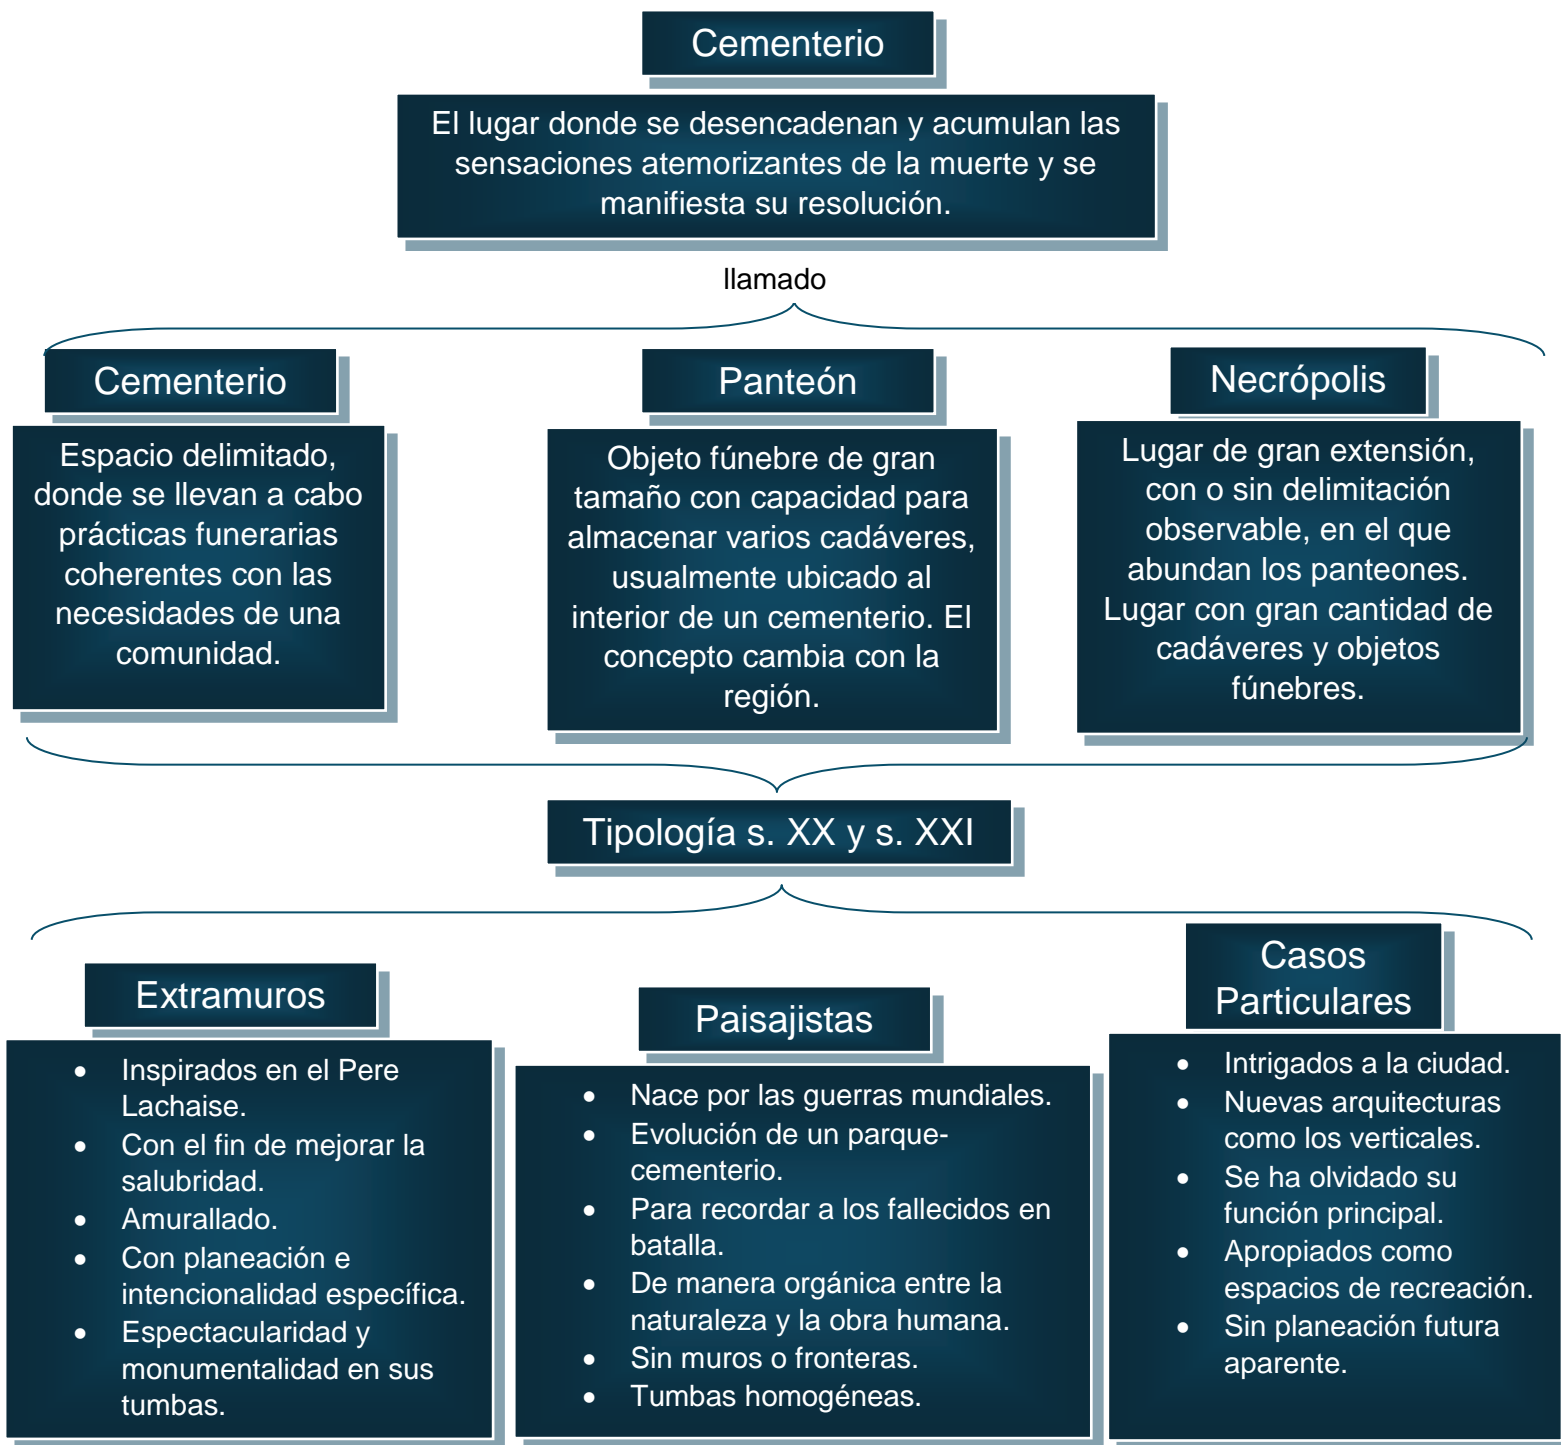 Cementerio
El lugar donde se desencadenan y acumulan las
sensaciones atemorizantes de la muerte y se
manifiesta su resolución.
llamado
Cementerio
Espacio delimitado,
donde se llevan a cabo
prácticas funerarias
coherentes con las
necesidades de una
comunidad.
Panteón
Objeto fúnebre de gran
tamaño con capacidad para
almacenar varios cadáveres,
usualmente ubicado al
interior de un cementerio. El
concepto cambia con la
región.
Necrópolis
Lugar de gran extensión,
con o sin delimitación
observable, en el que
abundan los panteones.
Lugar con gran cantidad de
cadáveres y objetos
fúnebres.
Tipología s. XX y s. XXI
Extramuros
• Inspirados en el Pere
Lachaise.
• Con el fin de mejorar la
salubridad.
• Amurallado.
• Con planeación e
intencionalidad específica.
• Espectacularidad y
monumentalidad en sus
tumbas.
Paisajistas
• Nace por las guerras mundiales.
• Evolución de un parque-
cementerio.
• Para recordar a los fallecidos en
batalla.
• De manera orgánica entre la
naturaleza y la obra humana.
• Sin muros o fronteras.
• Tumbas homogéneas.
Casos
Particulares
• Intrigados a la ciudad.
• Nuevas arquitecturas
como los verticales.
• Se ha olvidado su
función principal.
• Apropiados como
espacios de recreación.
• Sin planeación futura
aparente.